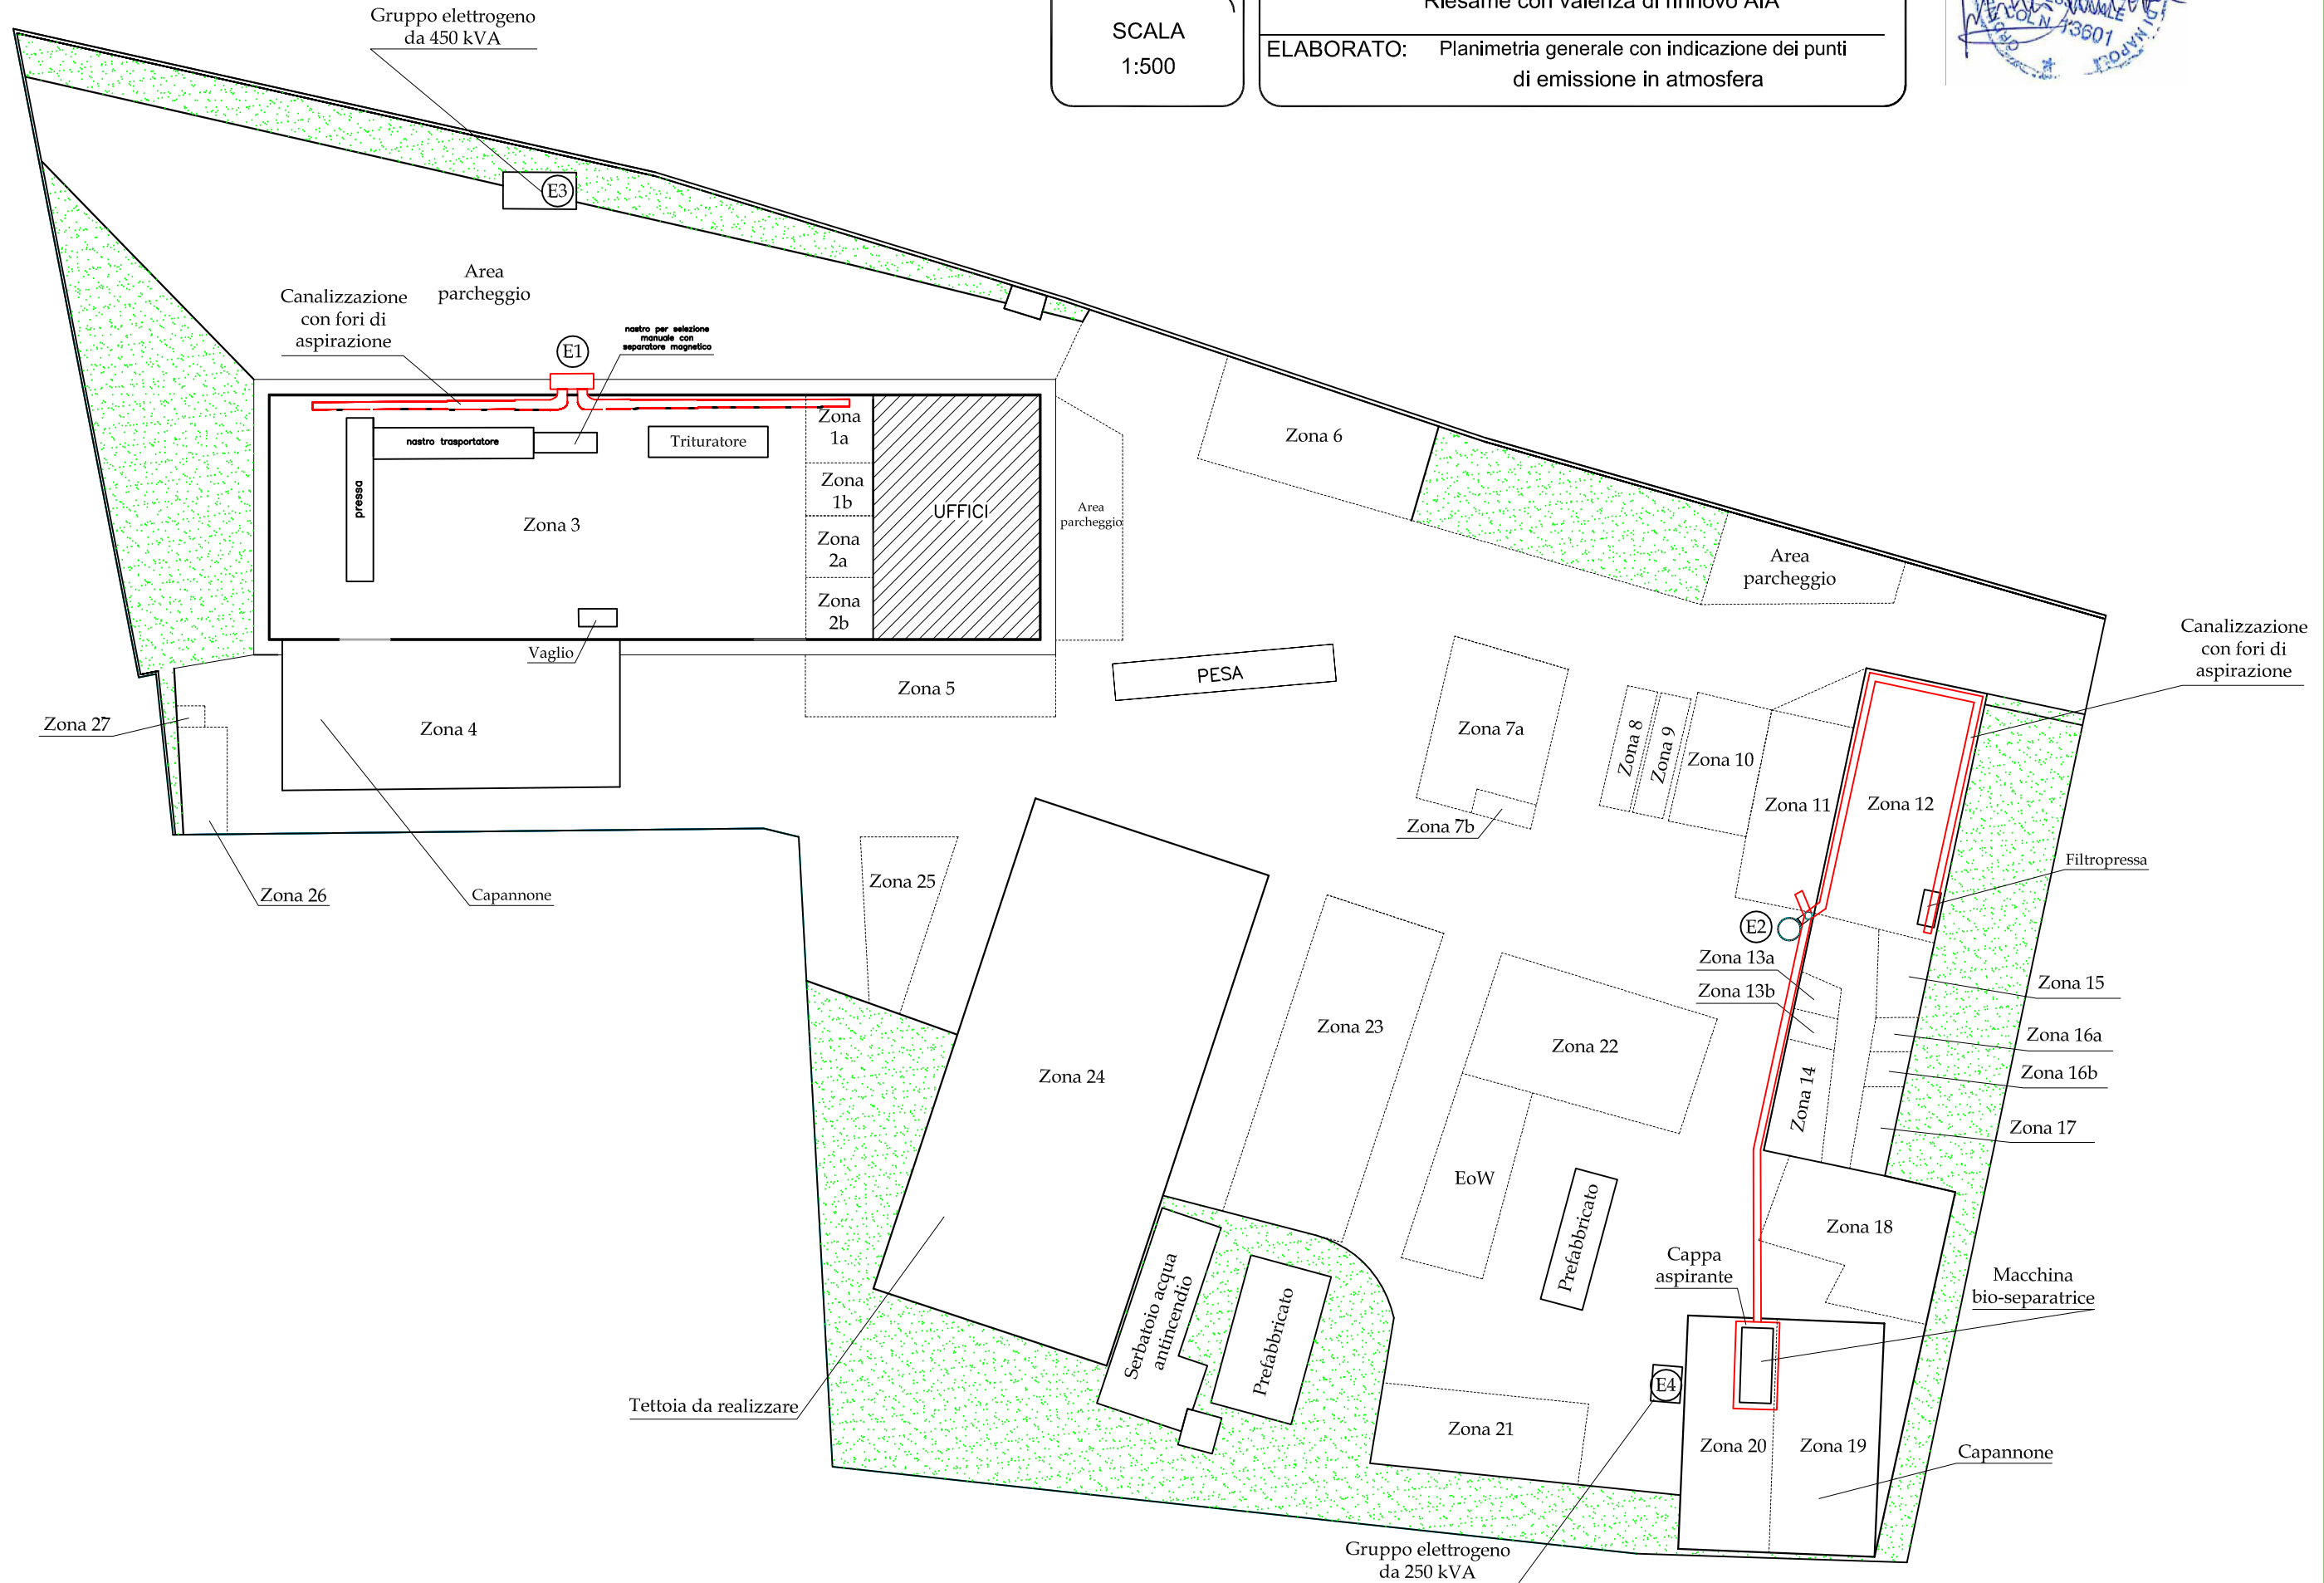 Riesame con valenza di rinnovo AIA
SCALA
1:500
ELABORATO: Planimetria generale con indicazione dei punti
di emissione in atmosfera
13601
Gruppo elettrogeno
da 450 kVA
E3
Area
parcheggio
Canalizzazione
con fori di
aspirazione
E1
nastro per selezione
manuale con
separatore magnetico
nastro trasportatore
Trituratore
pressa
Zona 3
Zona
1a
Zona
1b
Zona
2a
Zona
2b
UFFICI
Area
parcheggio
Vaglio
Zona 4
Zona 5
PESA
Zona 6
Area
parcheggio
Zona 27
Zona 26
Capannone
Zona 7a
Zona 7b
Zona 8
Zona 9
Zona 10
Zona 11
Zona 12
Canalizzazione
con fori di
aspirazione
Filtropressa
E2
Zona 13a
Zona 13b
Zona 14
Zona 15
Zona 16a
Zona 16b
Zona 17
Zona 18
Zona 25
Zona 24
Zona 23
Zona 22
EoW
Prefabbricato
Cappa
aspirante
Macchina
bio-separatrice
Serbatoio acqua
antincendio
Prefabbricato
Tettoia da realizzare
E4
Zona 21
Zona 20
Zona 19
Capannone
Gruppo elettrogeno
da 250 kVA